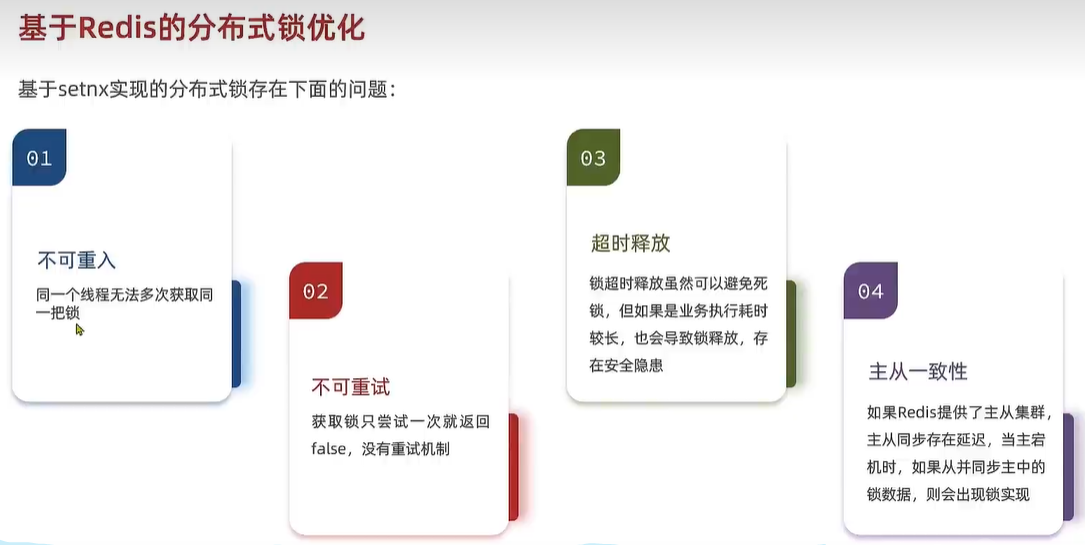 基于Redis的分布式锁优化
基于setnx实现的分布式锁存在下面的问题：
01
不可重入
同一个线程无法多次获取同
一把锁
02
不可重试
获取锁只尝试一次就返回
false，没有重试机制
03
超时释放
锁超时释放虽然可以避免死
锁，但如果是业务执行耗时
较长，也会导致锁释放，存
在安全隐患
04
主从一致性
如果Redis提供了主从集群，
主从同步存在延迟，当主宕
机时，如果从并同步主中的
锁数据，则会出现锁实现